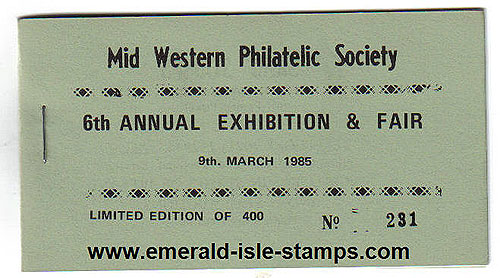 Mid Western Philatelic Society
6th ANNUAL EXHIBITION & FAIR
9th. MARCH 1985
LIMITED EDITION OF 400 Nº 231
www.emerald-isle-stamps.com